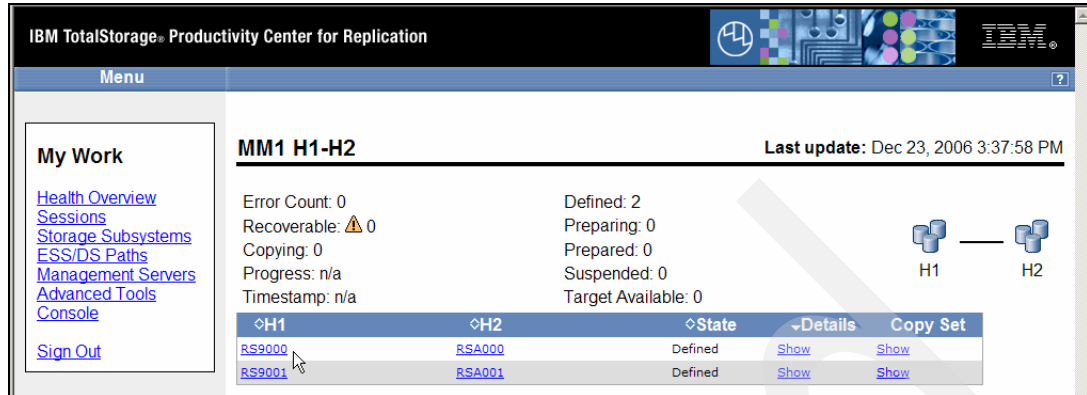 IBM TotalStorage® Productivity Center for Replication
IBM®
Menu
?
My Work
Health Overview
Sessions
Storage Subsystems
ESS/DS Paths
Management Servers
Advanced Tools
Console
Sign Out
MM1 H1-H2
Last update: Dec 23, 2006 3:37:58 PM
Error Count: 0
Recoverable: 0
Copying: 0
Progress: n/a
Timestamp: n/a
Defined: 2
Preparing: 0
Prepared: 0
Suspended: 0
Target Available: 0
H1 H2
H1 H2 State Details Copy Set
RS9000 RSA000 Defined Show Show
RS9001 RSA001 Defined Show Show